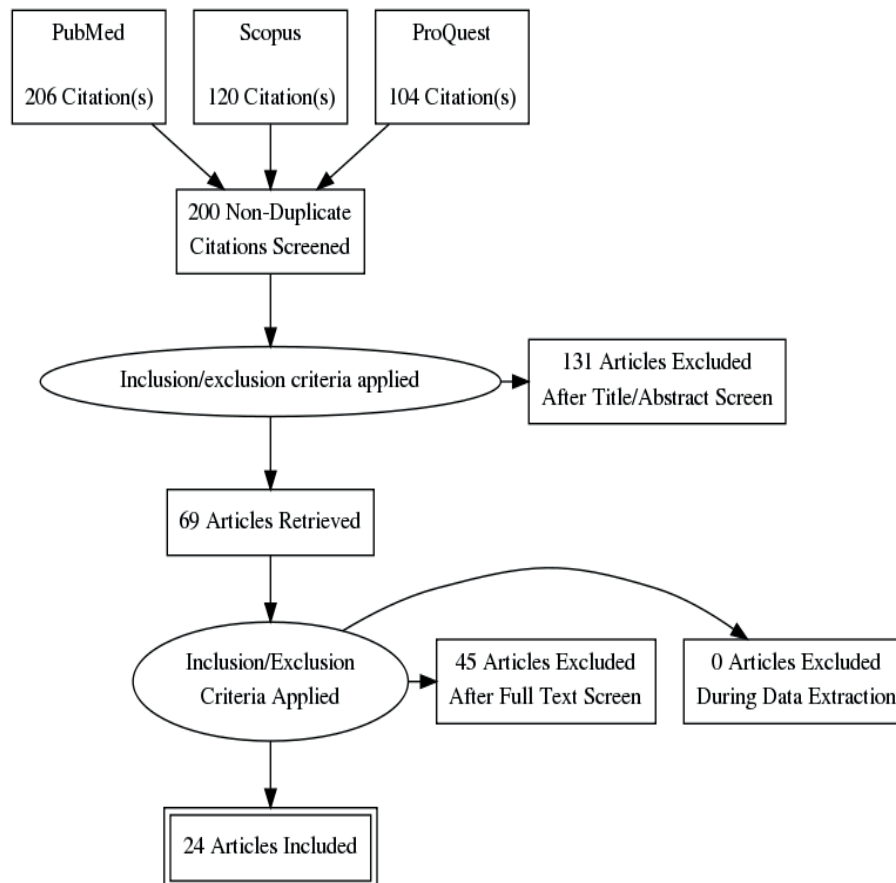 PubMed
206 Citation(s)
Scopus
120 Citation(s)
ProQuest
104 Citation(s)
200 Non-Duplicate
Citations Screened
Inclusion/exclusion criteria applied
131 Articles Excluded
After Title/Abstract Screen
69 Articles Retrieved
Inclusion/Exclusion
Criteria Applied
45 Articles Excluded
After Full Text Screen
0 Articles Excluded
During Data Extraction
24 Articles Included